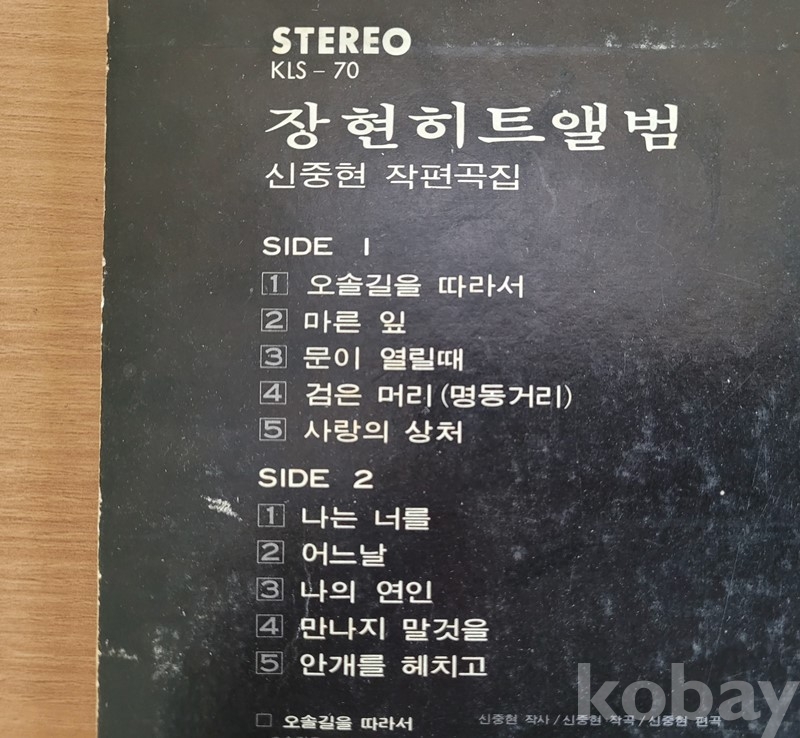 STEREO
KLS - 70
장현히트앨범
신중현 작편곡집
SIDE 1
1 오솔길을 따라서
2 마른 잎
3 문이 열릴때
4 검은 머리(명동거리)
5 사랑의 상처
SIDE 2
1 나는 너를
2 어느날
3 나의 연인
4 만나지 말것을
5 안개를 헤치고
□ 오솔길을 따라서 신중현 작사/신중현 작곡/신중현 편곡
kobay